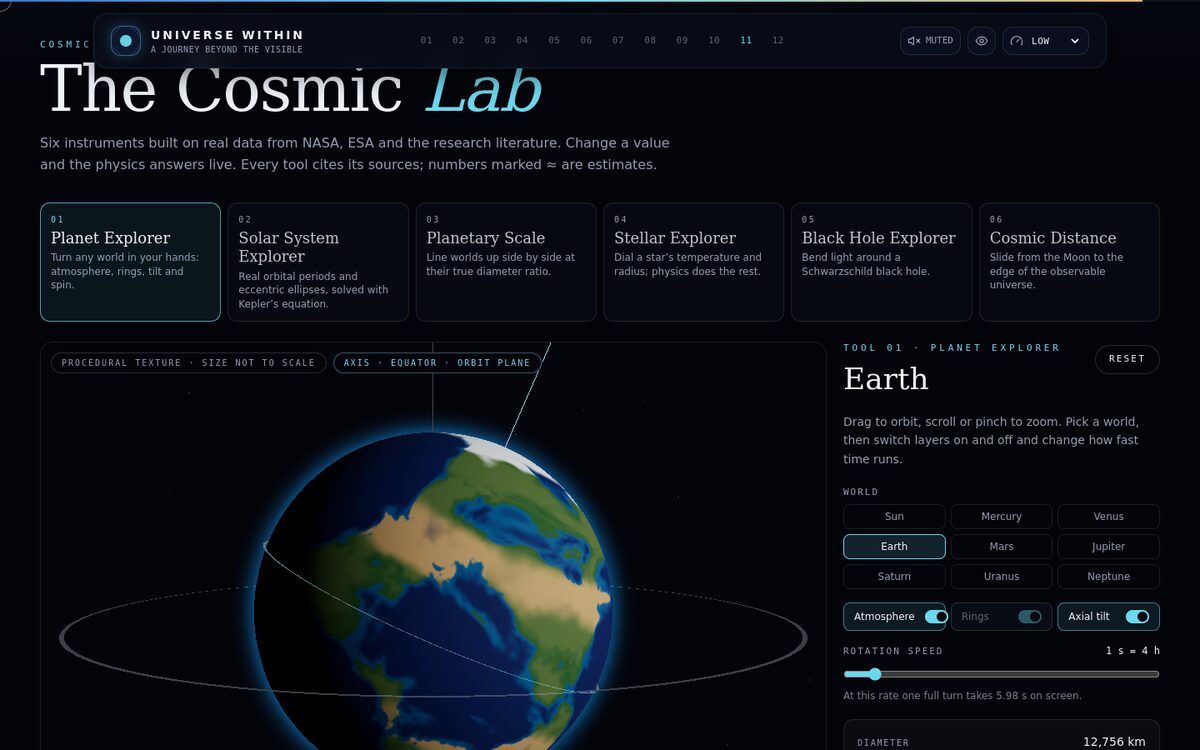 UNIVERSE WITHIN
A JOURNEY BEYOND THE VISIBLE
01 02 03 04 05 06 07 08 09 10 11 12
MUTED
LOW
COSMIC
The Cosmic Lab
Six instruments built on real data from NASA, ESA and the research literature. Change a value
and the physics answers live. Every tool cites its sources; numbers marked ≈ are estimates.
01
Planet Explorer
Turn any world in your hands:
atmosphere, rings, tilt and
spin.
02
Solar System
Explorer
Real orbital periods and
eccentric ellipses, solved with
Kepler’s equation.
03
Planetary Scale
Line worlds up side by side at
their true diameter ratio.
04
Stellar Explorer
Dial a star’s temperature and
radius; physics does the rest.
05
Black Hole Explorer
Bend light around a
Schwarzschild black hole.
06
Cosmic Distance
Slide from the Moon to the
edge of the observable
universe.
PROCEDURAL TEXTURE · SIZE NOT TO SCALE
AXIS · EQUATOR · ORBIT PLANE
TOOL 01 · PLANET EXPLORER
Earth
RESET
Drag to orbit, scroll or pinch to zoom. Pick a world,
then switch layers on and off and change how fast
time runs.
WORLD
Sun Mercury Venus
Earth Mars Jupiter
Saturn Uranus Neptune
Atmosphere Rings Axial tilt
ROTATION SPEED 1 s = 4 h
At this rate one full turn takes 5.98 s on screen.
DIAMETER 12,756 km